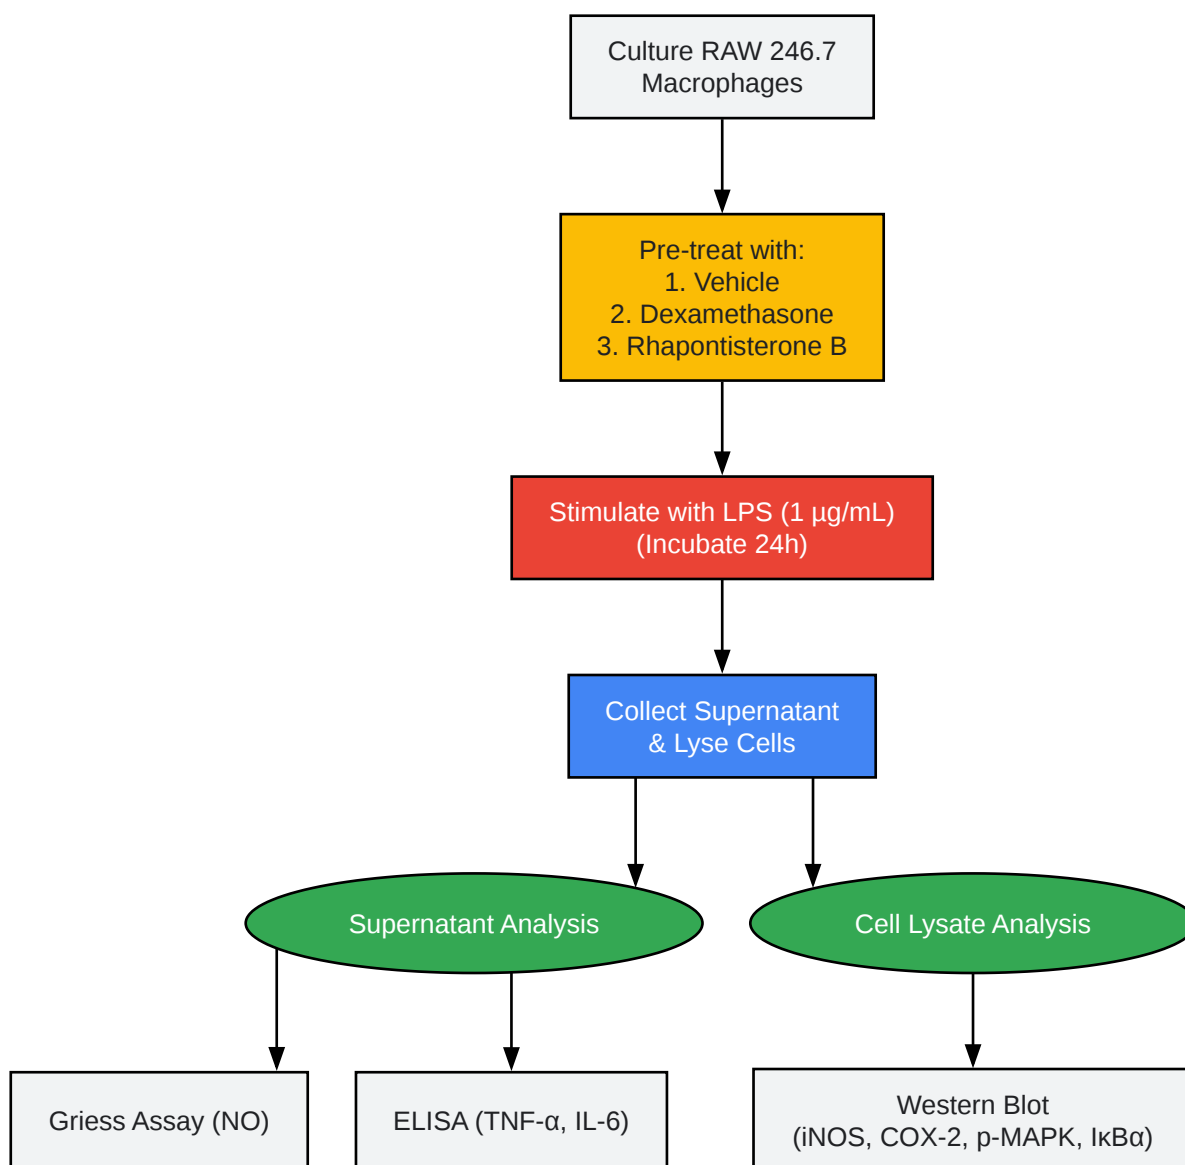 Culture RAW 246.7
Macrophages
Pre-treat with:
1. Vehicle
2. Dexamethasone
3. Rhapontisterone B
Stimulate with LPS (1 µg/mL)
(Incubate 24h)
Collect Supernatant
& Lyse Cells
Supernatant Analysis
Cell Lysate Analysis
Griess Assay (NO)
ELISA (TNF-α, IL-6)
Western Blot
(iNOS, COX-2, p-MAPK, IκBα)